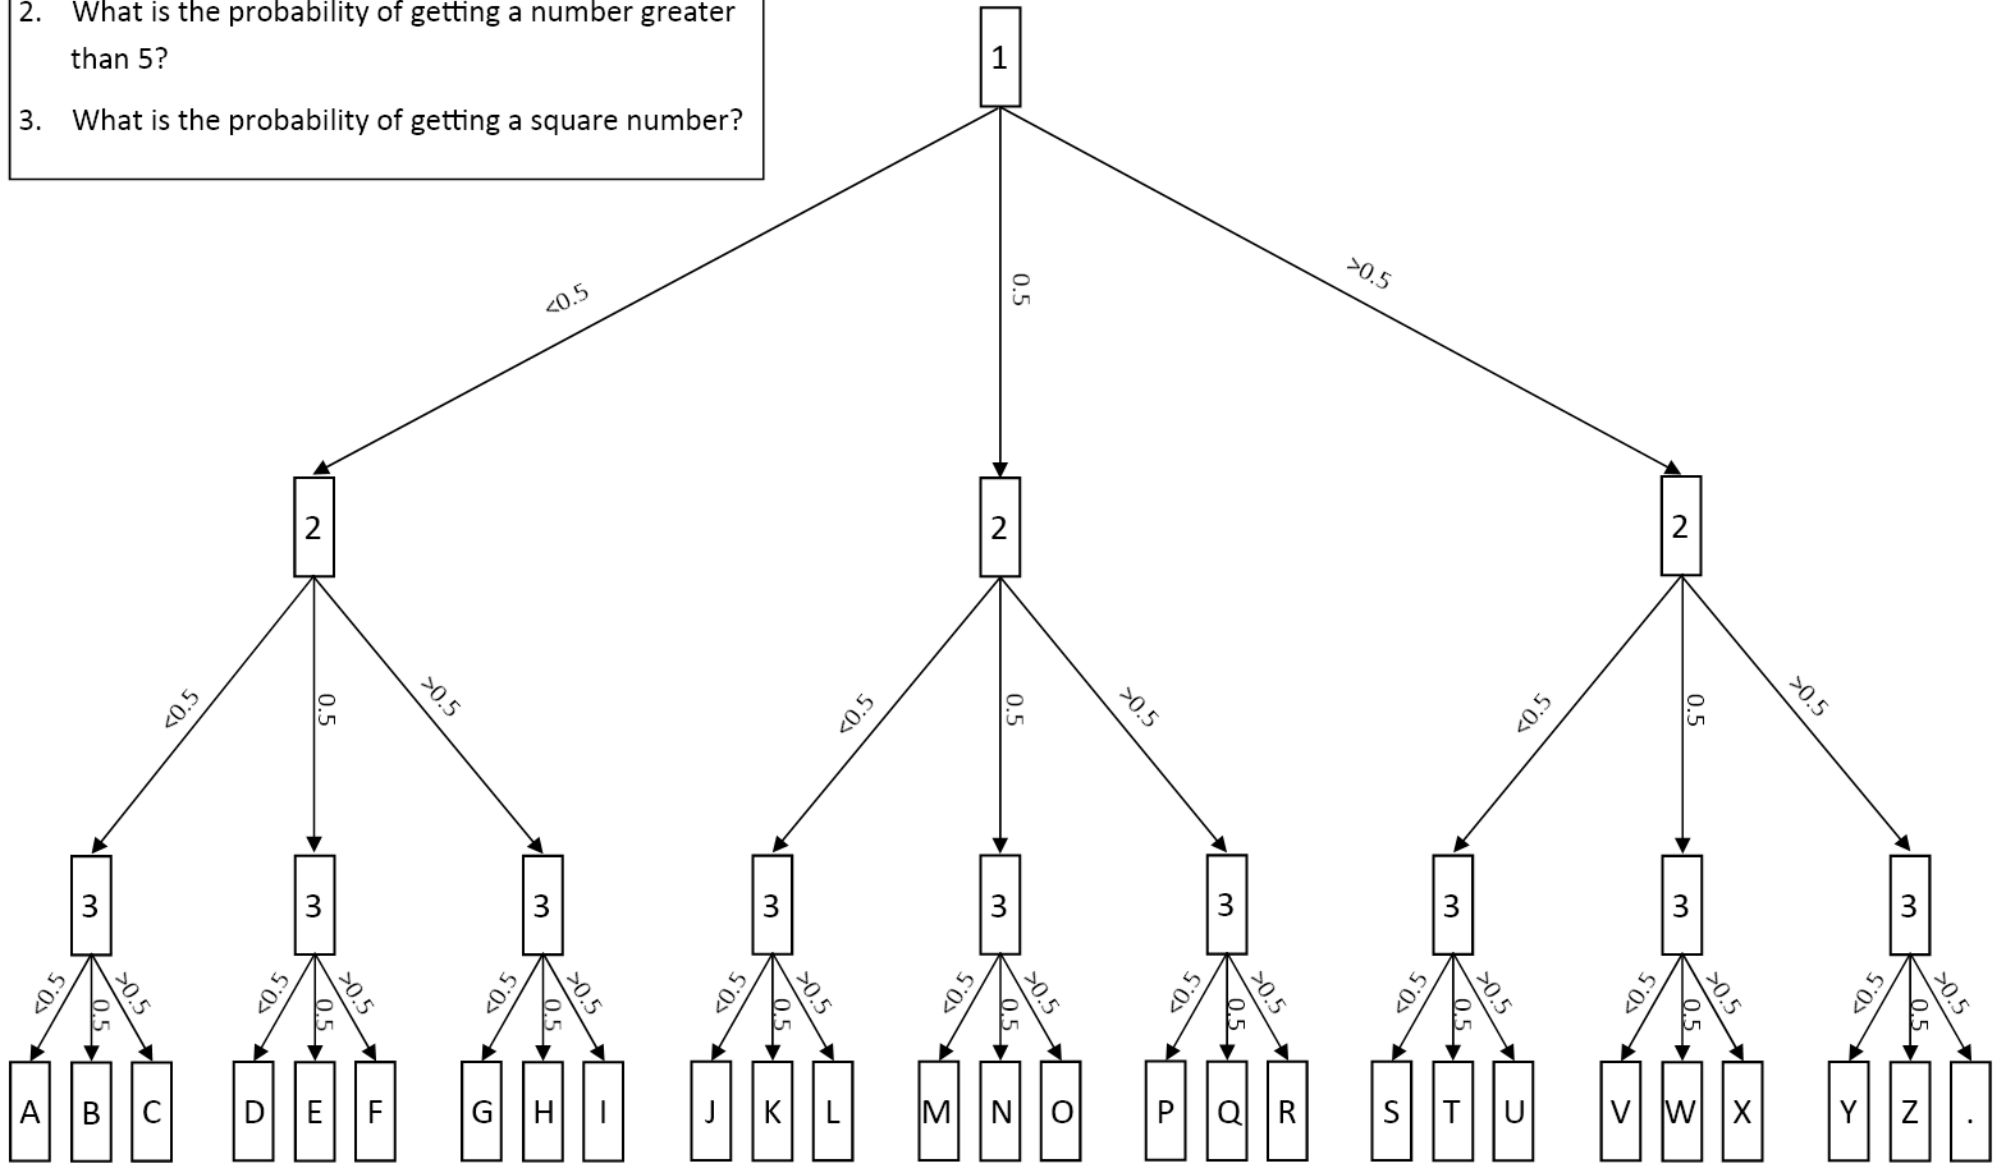 2. What is the probability of getting a number greater
than 5?
3. What is the probability of getting a square number?
1
<0.5 0.5 >0.5
2 2 2
<0.5 0.5 >0.5 <0.5 0.5 >0.5 <0.5 0.5 >0.5
3 3 3 3 3 3 3 3 3
<0.5 0.5 >0.5 <0.5 0.5 >0.5 <0.5 0.5 >0.5 <0.5 0.5 >0.5 <0.5 0.5 >0.5 <0.5 0.5 >0.5 <0.5 0.5 >0.5 <0.5 0.5 >0.5 <0.5 0.5 >0.5
A B C D E F G H I J K L M N O P Q R S T U V W X Y Z .